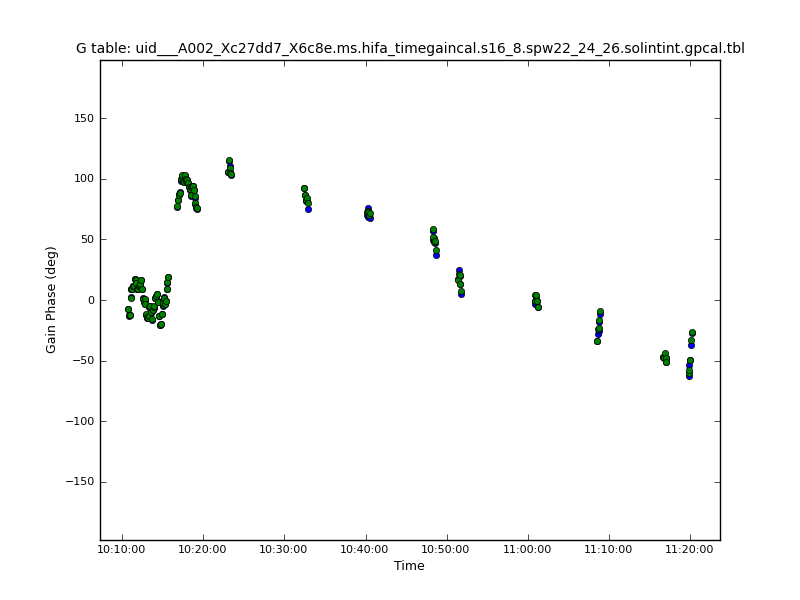 G table: uid___A002_Xc27dd7_X6c8e.ms.hifa_timegaincal.s16_8.spw22_24_26.solintint.gpcal.tbl
150
100
50
0
−50
−100
−150
Gain Phase (deg)
10:10:00 10:20:00 10:30:00 10:40:00 10:50:00 11:00:00 11:10:00 11:20:00
Time